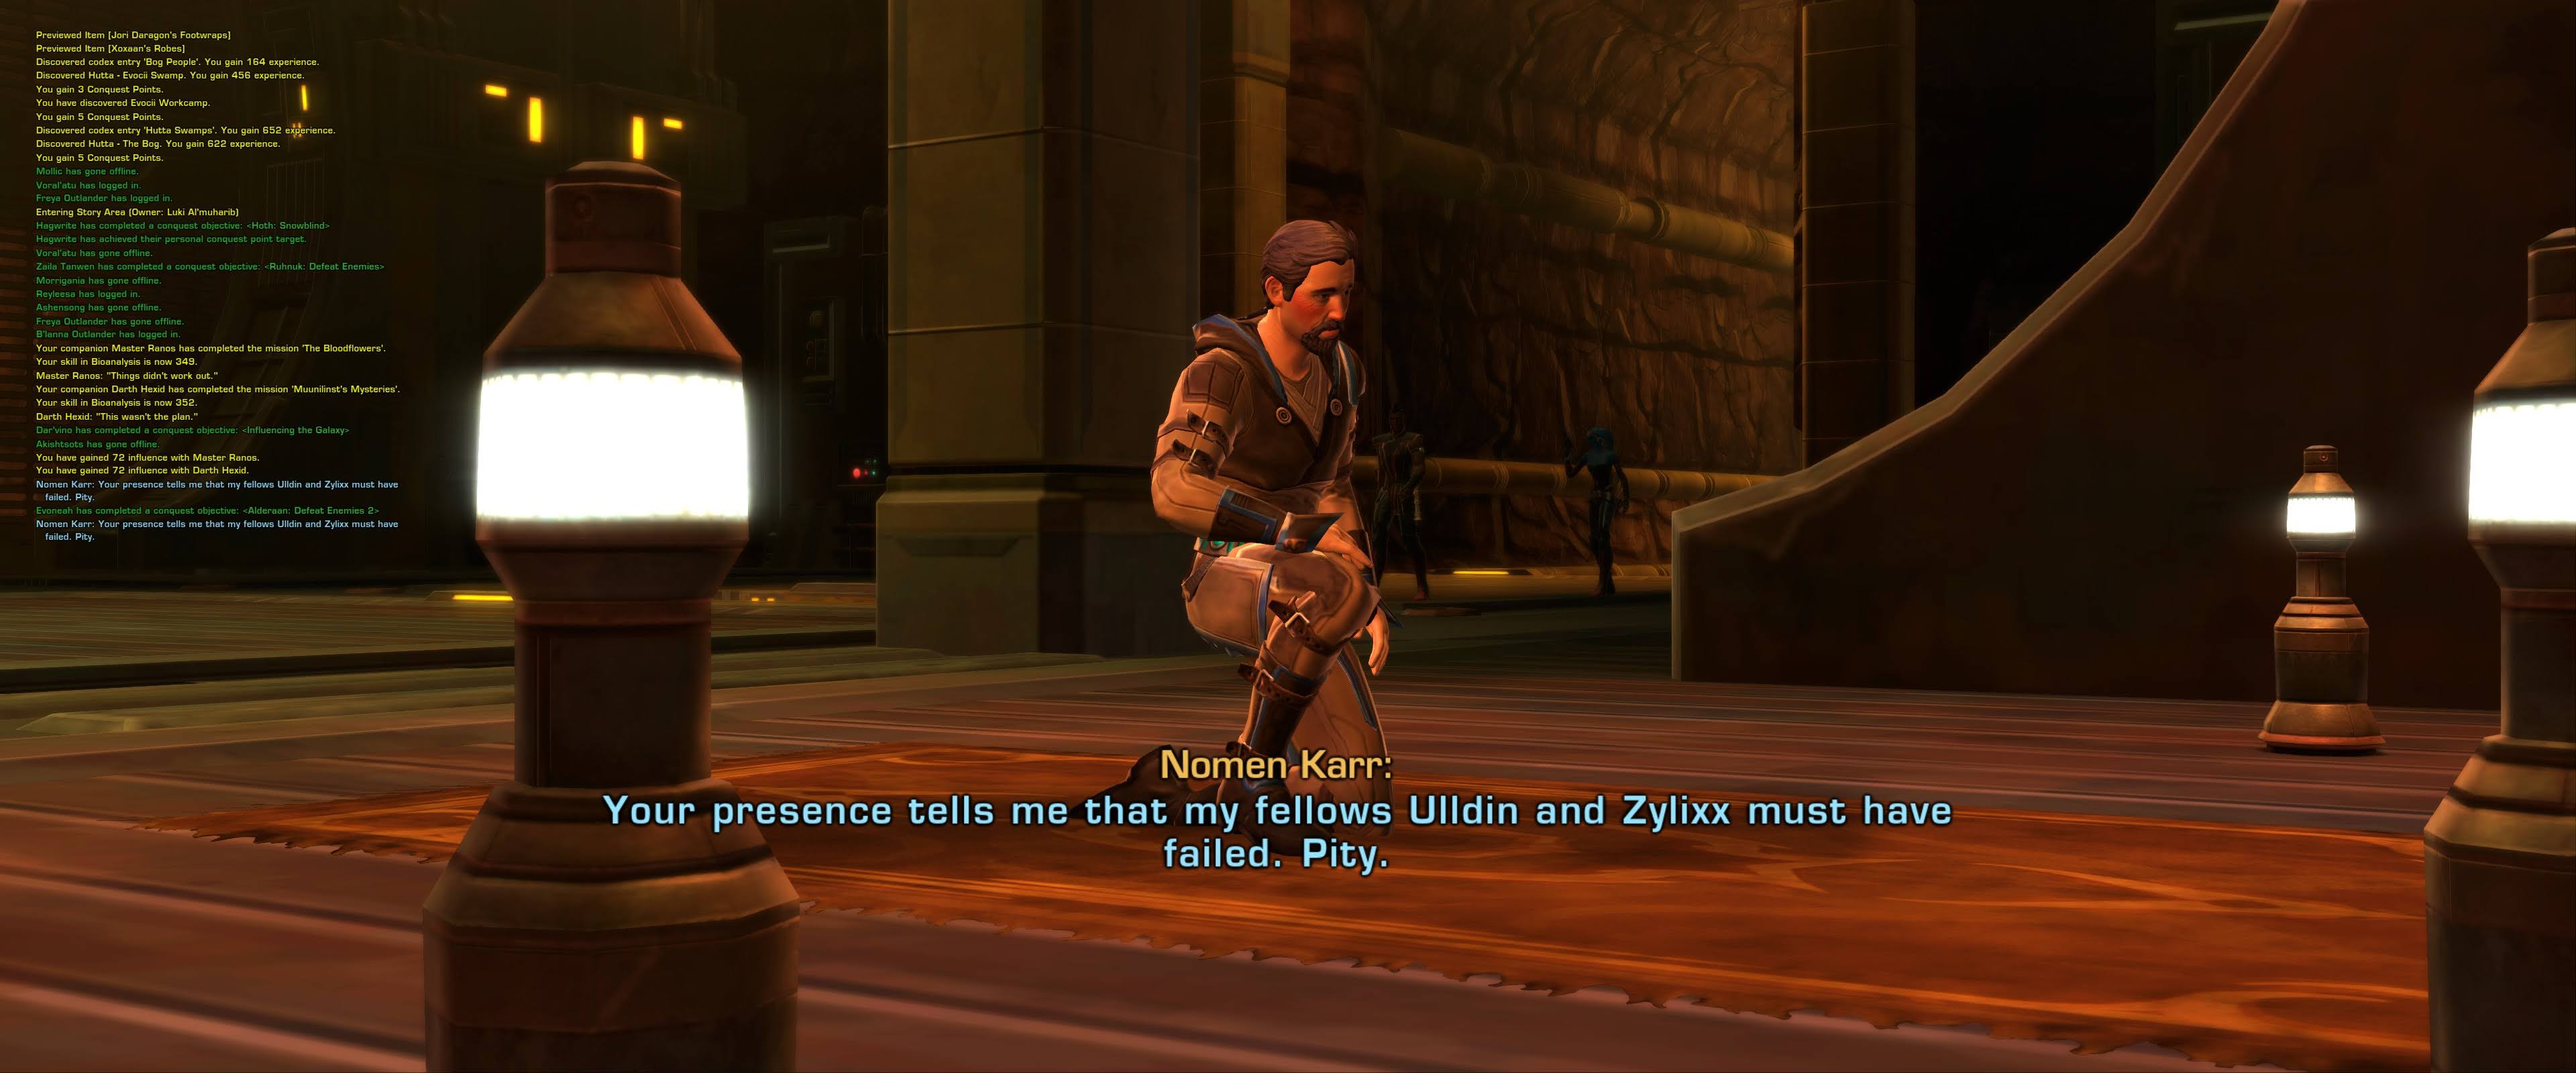 Previewed Item [Jori Daragon's Footwraps]
Previewed Item [Xoxaan's Robes]
Discovered codex entry 'Bog People'. You gain 164 experience.
Discovered Hutta - Evocii Swamp. You gain 456 experience.
You gain 3 Conquest Points.
You have discovered Evocii Workcamp.
You gain 5 Conquest Points.
Discovered codex entry 'Hutta Swamps'. You gain 652 experience.
Discovered Hutta - The Bog. You gain 622 experience.
You gain 5 Conquest Points.
Mollic has gone offline.
Voral'atu has logged in.
Freya Outlander has logged in.
Entering Story Area (Owner: Luki Al'muharib)
Hagwrite has completed a conquest objective: <Hoth: Snowblind>
Hagwrite has achieved their personal conquest point target.
Voral'atu has gone offline.
Zaila Tanwen has completed a conquest objective: <Ruhnuk: Defeat Enemies>
Morrigania has gone offline.
Reyleesa has logged in.
Ashensong has gone offline.
Freya Outlander has gone offline.
B'lanna Outlander has logged in.
Your companion Master Ranos has completed the mission 'The Bloodflowers'.
Your skill in Bioanalysis is now 349.
Master Ranos: "Things didn't work out."
Your companion Darth Hexid has completed the mission 'Muunilinst's Mysteries'.
Your skill in Bioanalysis is now 352.
Darth Hexid: "This wasn't the plan."
Dar'vino has completed a conquest objective: <Influencing the Galaxy>
Akishtsots has gone offline.
You have gained 72 influence with Master Ranos.
You have gained 72 influence with Darth Hexid.
Nomen Karr: Your presence tells me that my fellows Ulldin and Zylixx must have
failed. Pity.
Evoneah has completed a conquest objective: <Alderaan: Defeat Enemies 2>
Nomen Karr: Your presence tells me that my fellows Ulldin and Zylixx must have
failed. Pity.
Nomen Karr:
Your presence tells me that my fellows Ulldin and Zylixx must have
failed. Pity.